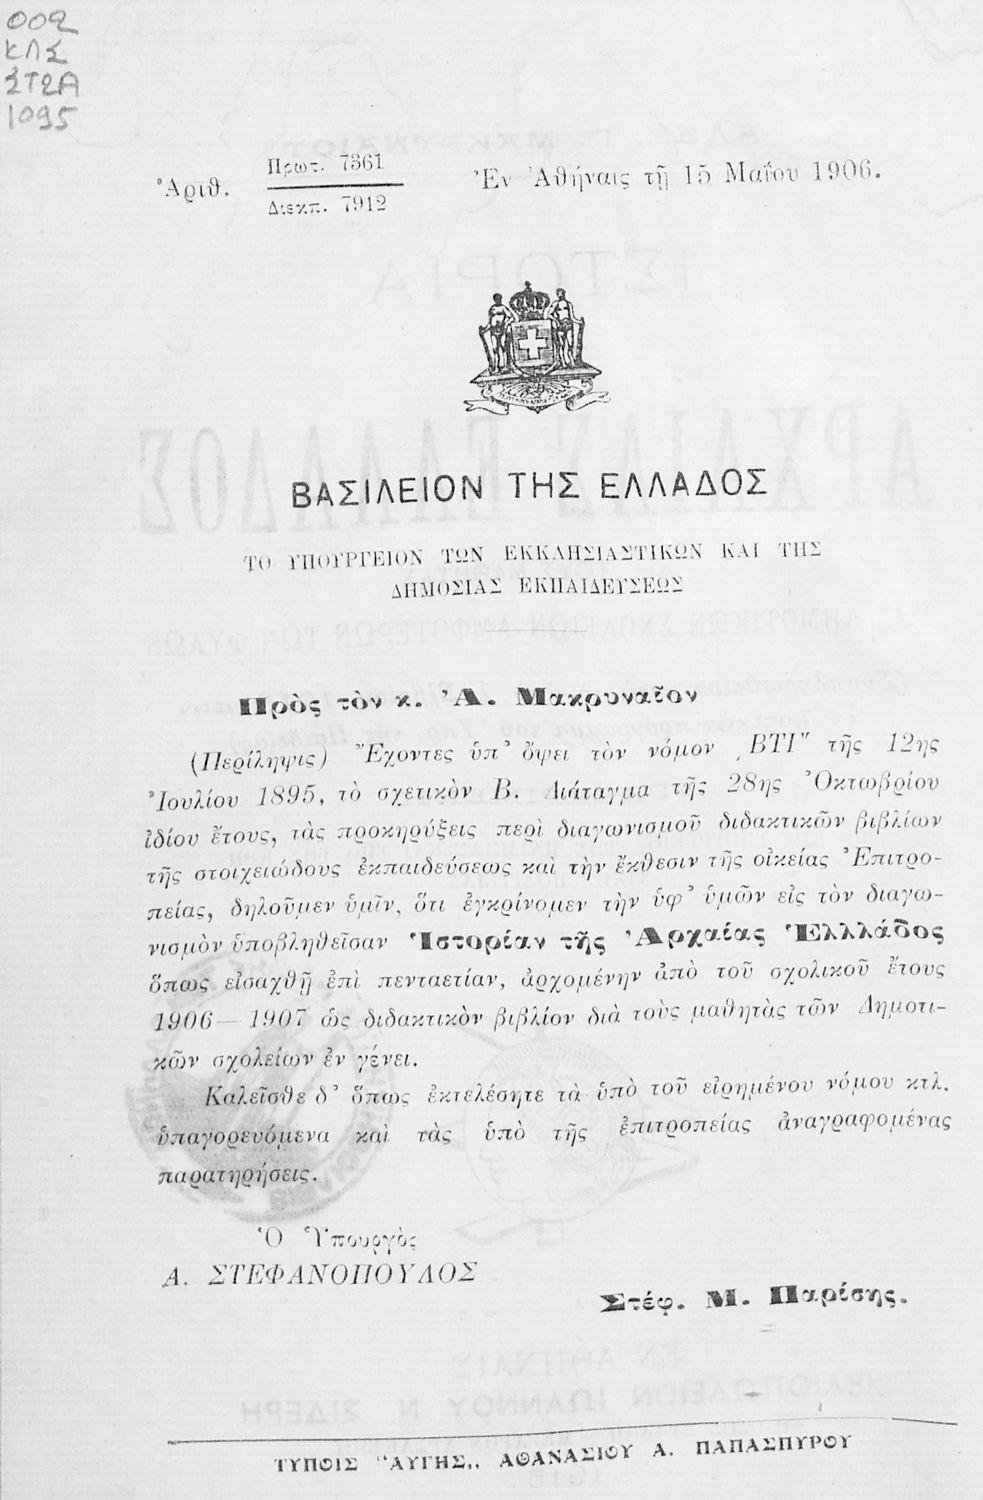 002
ΚΛΣ
ΣΤ2Α
1095
Ἀριθ. Πρωτ. 7361
Διεκπ. 7912
Ἐν Ἀθήναις τῇ 15 Μαΐου 1906.
ΒΑΣΙΛΕΙΟΝ ΤΗΣ ΕΛΛΑΔΟΣ
ΤΟ ΥΠΟΥΡΓΕΙΟΝ ΤΩΝ ΕΚΚΛΗΣΙΑΣΤΙΚΩΝ ΚΑΙ ΤΗΣ
ΔΗΜΟΣΙΑΣ ΕΚΠΑΙΔΕΥΣΕΩΣ
Πρὸς τὸν κ. Ἀ. Μακρυναῖον
(Περίληψις) Ἔχοντες ὑπ' ὄψει τὸν νόμον ͵ΒΤΙ" τῆς 12ης
Ἰουλίου 1895, τὸ σχετικὸν Β. Διάταγμα τῆς 28ης Ὀκτωβρίου
ἰδίου ἔτους, τὰς προκηρύξεις περὶ διαγωνισμοῦ διδακτικῶν βιβλίων
τῆς στοιχειώδους ἐκπαιδεύσεως καὶ τὴν ἔκθεσιν τῆς οἰκείας Ἐπιτρο-
πείας, δηλοῦμεν ὑμῖν, ὅτι ἐγκρίνομεν τὴν ὑφ' ὑμῶν εἰς τὸν διαγω-
νισμὸν ὑποβληθεῖσαν Ἱστορίαν τῆς Ἀρχαίας Ἑλλλάδος
ὅπως εἰσαχθῇ ἐπὶ πενταετίαν, ἀρχομένην ἀπὸ τοῦ σχολικοῦ ἔτους
1906—1907 ὡς διδακτικὸν βιβλίον διὰ τοὺς μαθητὰς τῶν Δημοτι-
κῶν σχολείων ἐν γένει.
Καλεῖσθε δ' ὅπως ἐκτελέσητε τὰ ὑπὸ τοῦ εἰρημένου νόμου κτλ.
ὑπαγορευόμενα καὶ τὰς ὑπὸ τῆς ἐπιτροπείας ἀναγραφομένας
παρατηρήσεις.
Ὁ Ὑπουργὸς
Α. ΣΤΕΦΑΝΟΠΟΥΛΟΣ
Στέφ. Μ. Παρίσης.
ΤΥΠΟΙΣ "ΑΥΓΗΣ,, ΑΘΑΝΑΣΙΟΥ Α. ΠΑΠΑΣΠΥΡΟΥ